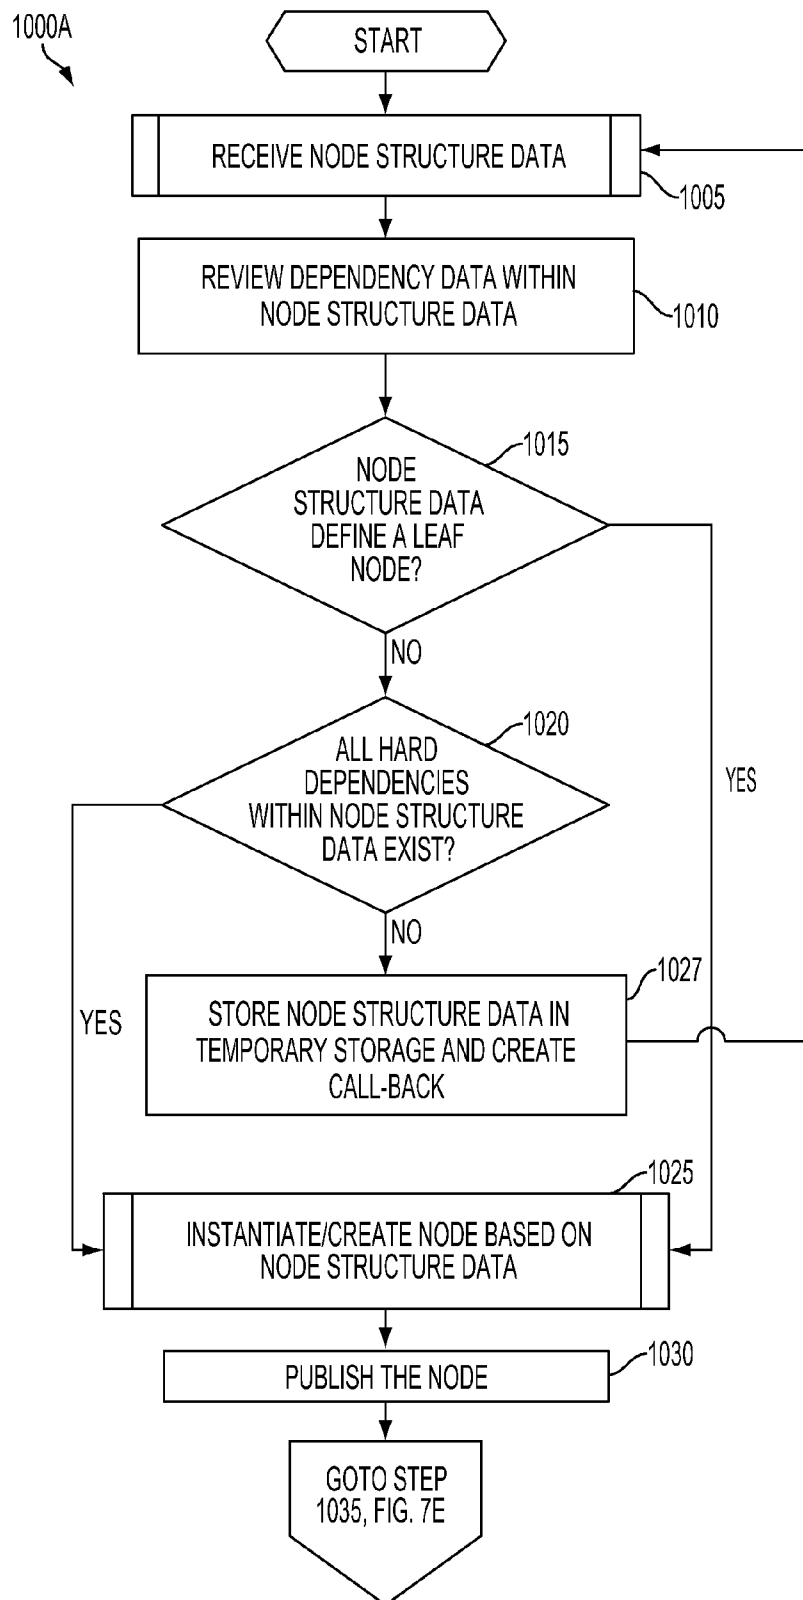 1000A
START
RECEIVE NODE STRUCTURE DATA
1005
REVIEW DEPENDENCY DATA WITHIN
NODE STRUCTURE DATA
1010
1015
NODE
STRUCTURE DATA
DEFINE A LEAF
NODE?
NO
1020
ALL HARD
DEPENDENCIES
WITHIN NODE STRUCTURE
DATA EXIST?
YES
NO
1027
YES
STORE NODE STRUCTURE DATA IN
TEMPORARY STORAGE AND CREATE
CALL-BACK
1025
INSTANTIATE/CREATE NODE BASED ON
NODE STRUCTURE DATA
1030
PUBLISH THE NODE
GOTO STEP
1035, FIG. 7E